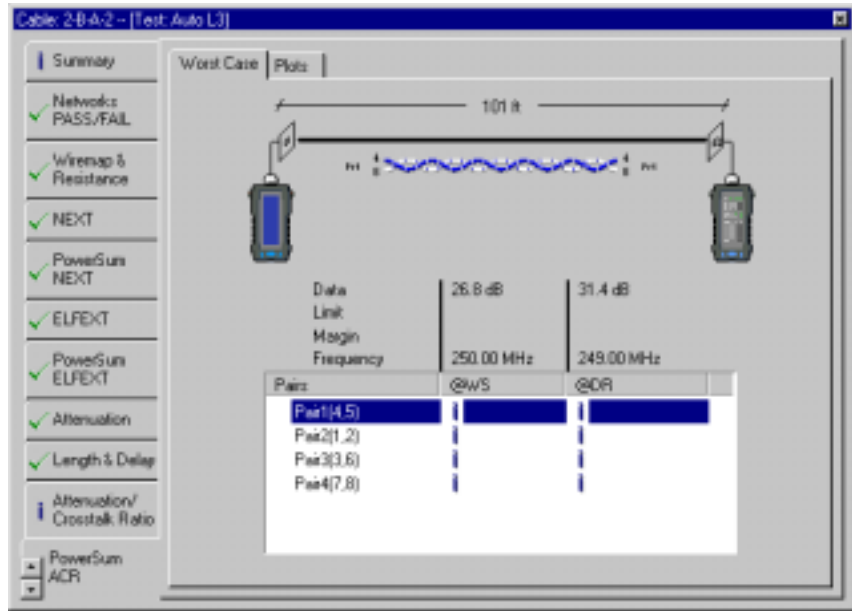 Cable: 2-B-A-2 -- [Test: Auto L3]
Summary
Networks
PASS/FAIL
Wiremap &
Resistance
NEXT
PowerSum
NEXT
ELFEXT
PowerSum
ELFEXT
Attenuation
Length & Delay
Attenuation/
Crosstalk Ratio
PowerSum
ACR
Worst Case
Plots
101 ft
Data 26.8 dB 31.4 dB
Limit
Margin
Frequency 250.00 MHz 249.00 MHz
Pairs @WS @DR
Pair1(4,5)
Pair2(1,2)
Pair3(3,6)
Pair4(7,8)